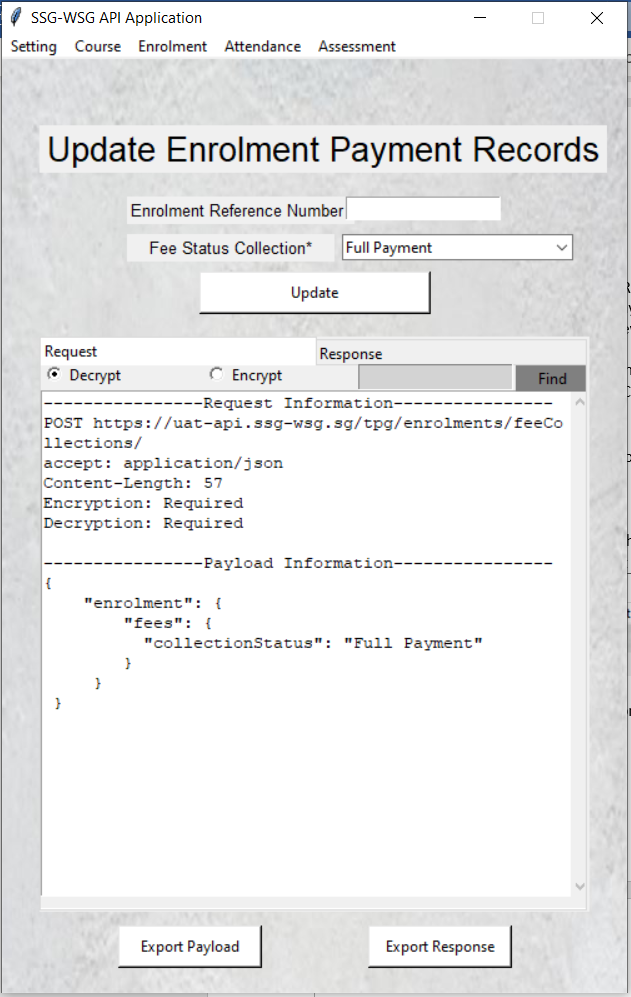 SSG-WSG API Application
Setting Course Enrolment Attendance Assessment
Update Enrolment Payment Records
Enrolment Reference Number
Fee Status Collection* Full Payment
Update
Request Response
Decrypt Encrypt Find
----------------Request Information----------------
POST https://uat-api.ssg-wsg.sg/tpg/enrolments/feeCo
llections/
accept: application/json
Content-Length: 57
Encryption: Required
Decryption: Required
----------------Payload Information----------------
{
    "enrolment": {
        "fees": {
          "collectionStatus": "Full Payment"
        }
     }
 }
Export Payload Export Response